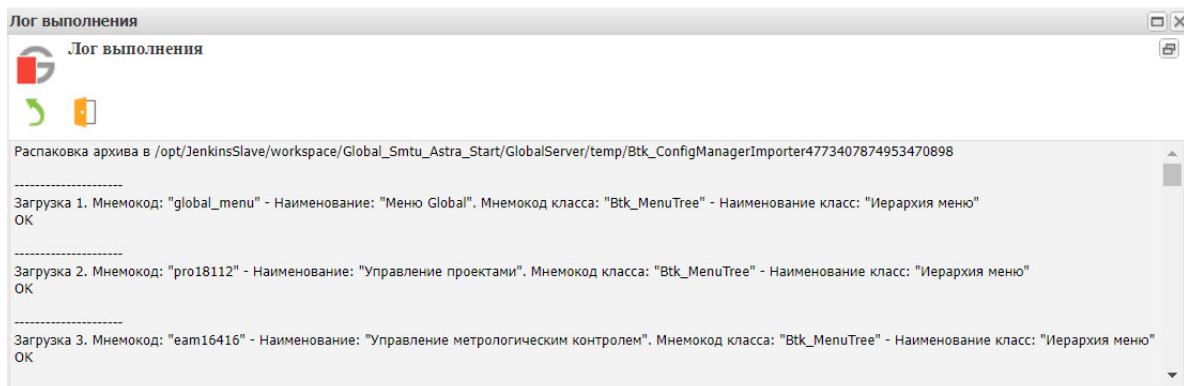 Лог выполнения
Лог выполнения
Распаковка архива в /opt/JenkinsSlave/workspace/Global_Smtu_Astra_Start/GlobalServer/temp/Btk_ConfigManagerImporter4773407874953470898
---------------------
Загрузка 1. Мнемокод: "global_menu" - Наименование: "Меню Global". Мнемокод класса: "Btk_MenuTree" - Наименование класс: "Иерархия меню"
OK
---------------------
Загрузка 2. Мнемокод: "pro18112" - Наименование: "Управление проектами". Мнемокод класса: "Btk_MenuTree" - Наименование класс: "Иерархия меню"
OK
---------------------
Загрузка 3. Мнемокод: "eam16416" - Наименование: "Управление метрологическим контролем". Мнемокод класса: "Btk_MenuTree" - Наименование класс: "Иерархия меню"
OK